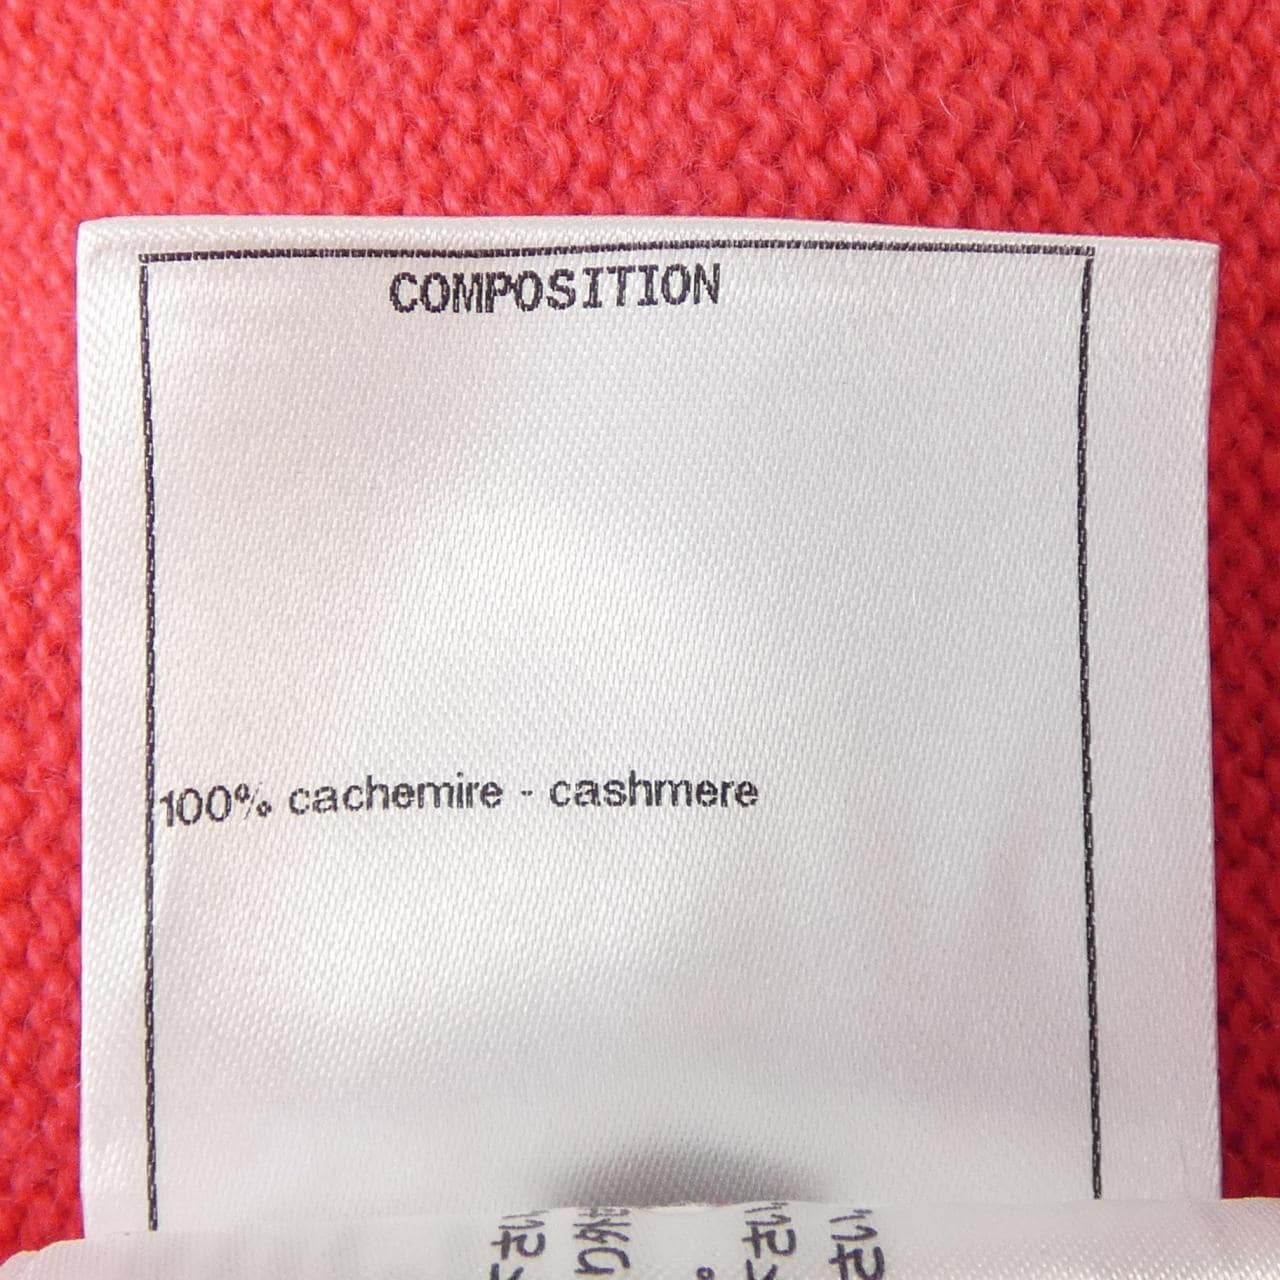 COMPOSITION
100% cachemire - cashmere